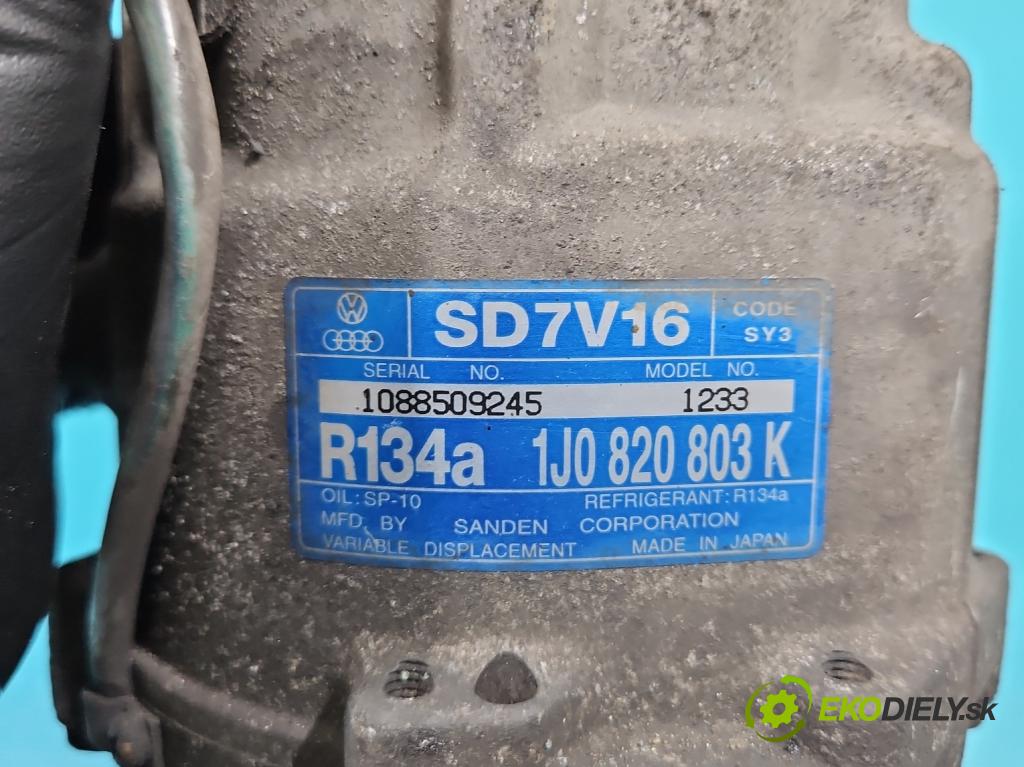 SD7V16
CODE
SY3
SERIAL NO. MODEL NO.
1088509245 1233
R134a 1J0 820 803 K
OIL: SP-10 REFRIGERANT: R134a
MFD. BY SANDEN CORPORATION
VARIABLE DISPLACEMENT MADE IN JAPAN
EKODIELY.sk